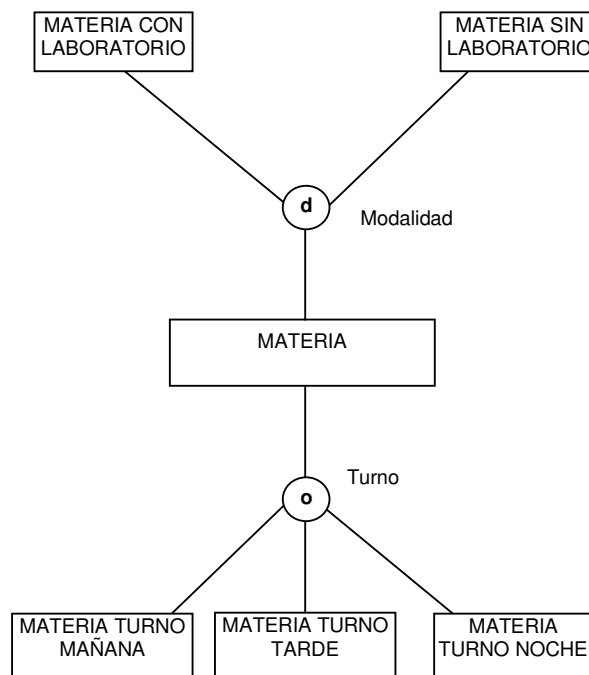 MATERIA CON
LABORATORIO
MATERIA SIN
LABORATORIO
d
Modalidad
MATERIA
Turno
o
MATERIA TURNO
MAÑANA
MATERIA TURNO
TARDE
MATERIA
TURNO NOCHE